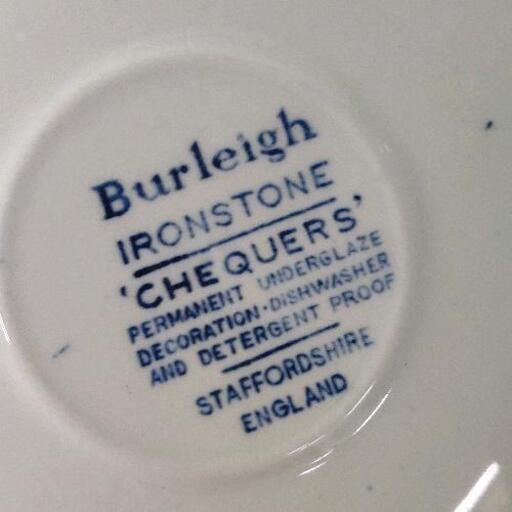 Burleigh
IRONSTONE
'CHEQUERS'
PERMANENT UNDERGLAZE
DECORATION·DISHWASHER
AND DETERGENT PROOF
STAFFORDSHIRE
ENGLAND